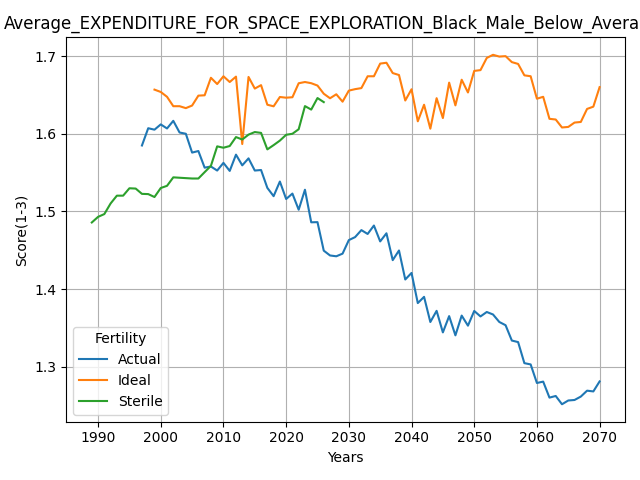 Average_EXPENDITURE_FOR_SPACE_EXPLORATION_Black_Male_Below_Avera
1.7
1.6
1.5
1.4
1.3
Score(1-3)
Fertility
Actual
Ideal
Sterile
1990 2000 2010 2020 2030 2040 2050 2060 2070
Years